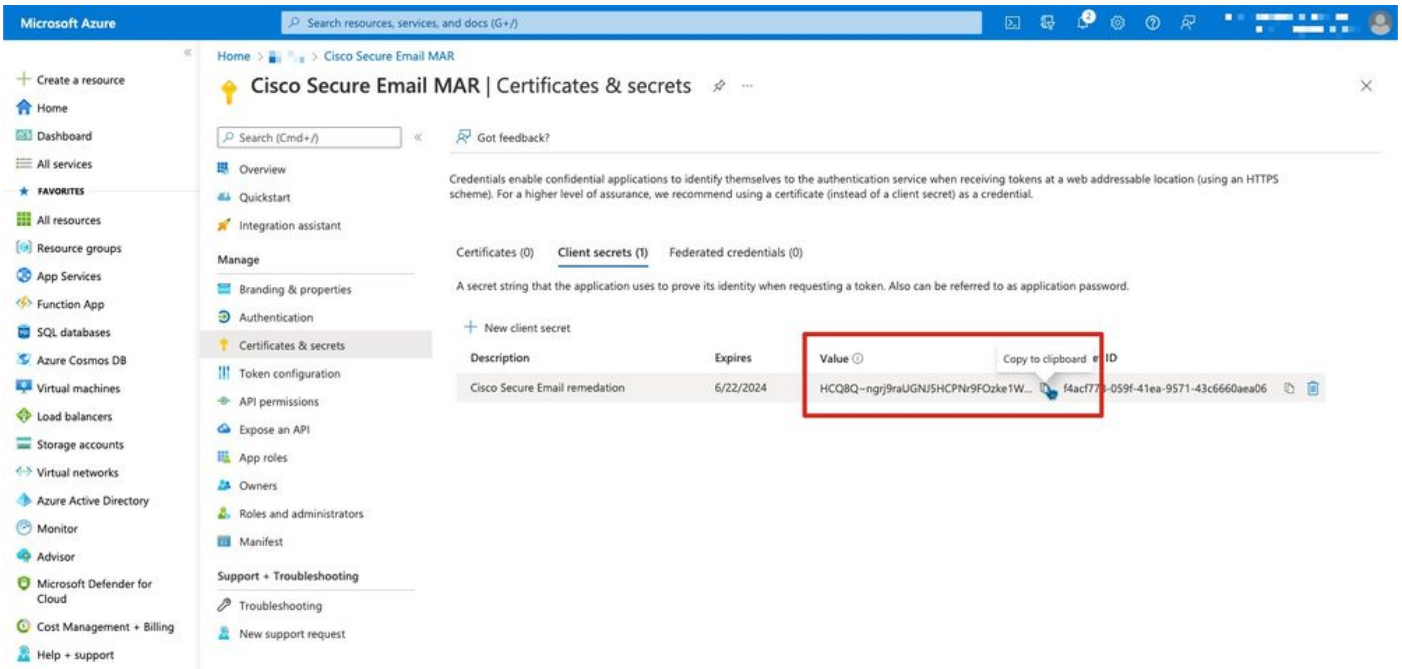 Microsoft Azure
Search resources, services, and docs (G+/)
2
Home > > Cisco Secure Email MAR
Cisco Secure Email MAR | Certificates & secrets
Create a resource
Home
Dashboard
All services
FAVORITES
All resources
Resource groups
App Services
Function App
SQL databases
Azure Cosmos DB
Virtual machines
Load balancers
Storage accounts
Virtual networks
Azure Active Directory
Monitor
Advisor
Microsoft Defender for
Cloud
Cost Management + Billing
Help + support
Search (Cmd+/)
Overview
Quickstart
Integration assistant
Manage
Branding & properties
Authentication
Certificates & secrets
Token configuration
API permissions
Expose an API
App roles
Owners
Roles and administrators
Manifest
Support + Troubleshooting
Troubleshooting
New support request
Got feedback?
Credentials enable confidential applications to identify themselves to the authentication service when receiving tokens at a web addressable location (using an HTTPS
scheme). For a higher level of assurance, we recommend using a certificate (instead of a client secret) as a credential.
Certificates (0) Client secrets (1) Federated credentials (0)
A secret string that the application uses to prove its identity when requesting a token. Also can be referred to as application password.
New client secret
Description Expires Value Copy to clipboard ID
Cisco Secure Email remedation 6/22/2024 HCQ8Q~ngrj9raUGNJ5HCPNr9FOzke1W... -059f-41ea-9571-43c6660aea06